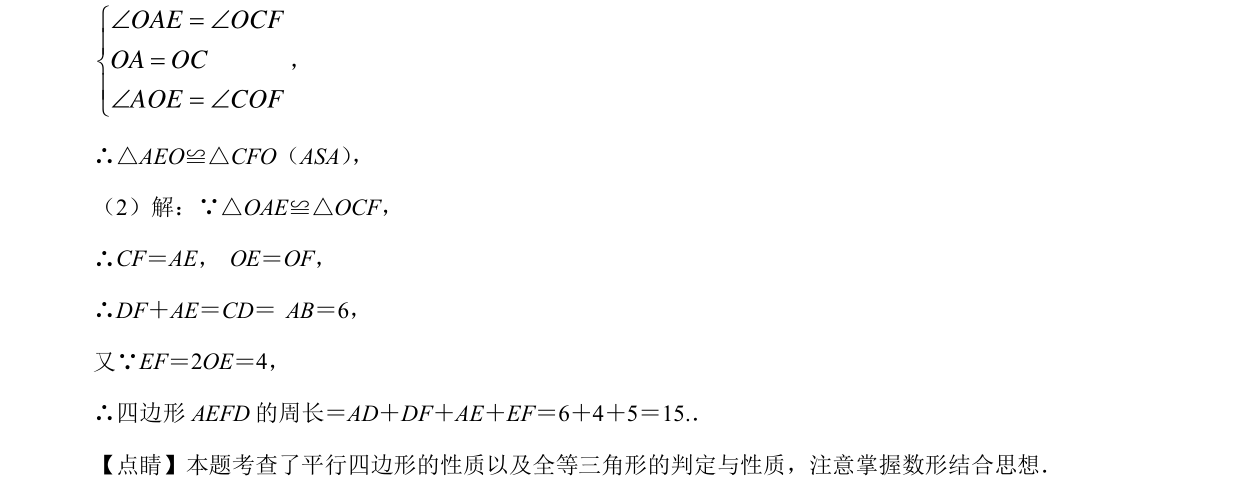 ∠OAE = ∠OCF
OA = OC ，
∠AOE = ∠COF
∴△AEO≌△CFO（ASA），
（2）解：∵△OAE≌△OCF，
∴CF＝AE， OE＝OF，
∴DF＋AE＝CD＝ AB＝6，
又∵EF＝2OE＝4，
∴四边形 AEFD 的周长＝AD＋DF＋AE＋EF＝6＋4＋5＝15.．
【点睛】本题考查了平行四边形的性质以及全等三角形的判定与性质，注意掌握数形结合思想．